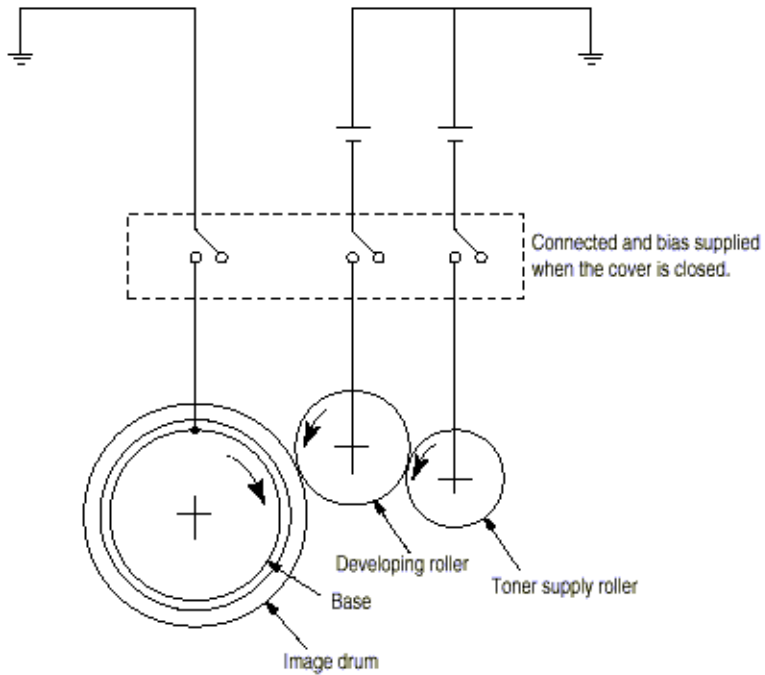 Connected and bias supplied
when the cover is closed.
Developing roller
Toner supply roller
Base
Image drum